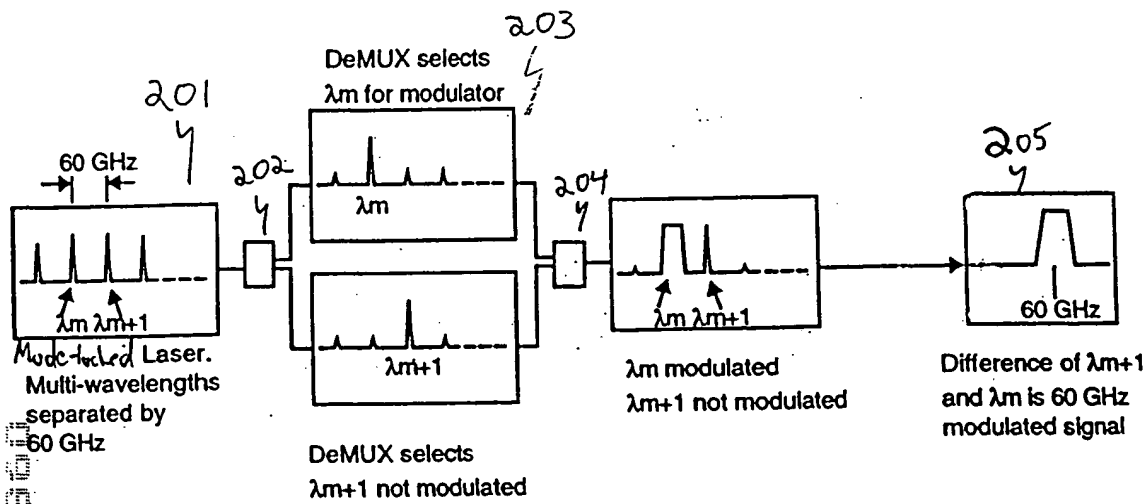 203
DeMUX selects
λm for modulator
201
60 GHz
202
λm
204
205
λm λm+1
λm+1
λm λm+1
60 GHz
Mode-locked Laser.
Multi-wavelengths
separated by
60 GHz
λm modulated
λm+1 not modulated
Difference of λm+1
and λm is 60 GHz
modulated signal
DeMUX selects
λm+1 not modulated